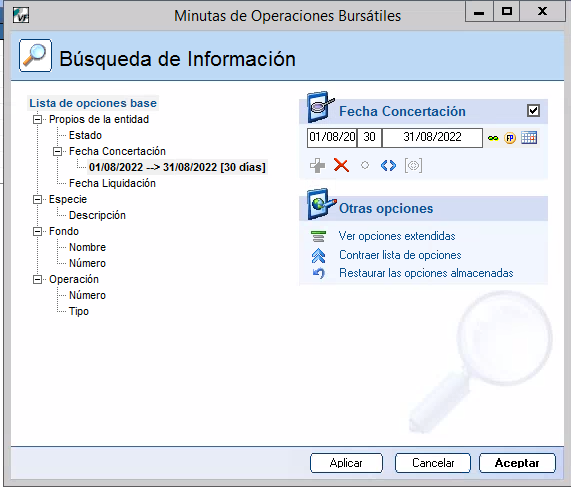 VF
Minutas de Operaciones Bursátiles
Búsqueda de Información
Lista de opciones base
Propios de la entidad
Estado
Fecha Concertación
01/08/2022 --> 31/08/2022 [30 días]
Fecha Liquidación
Especie
Descripción
Fondo
Nombre
Número
Operación
Número
Tipo
Fecha Concertación
01/08/20 30 31/08/2022
FP
Otras opciones
Ver opciones extendidas
Contraer lista de opciones
Restaurar las opciones almacenadas
Aplicar Cancelar Aceptar